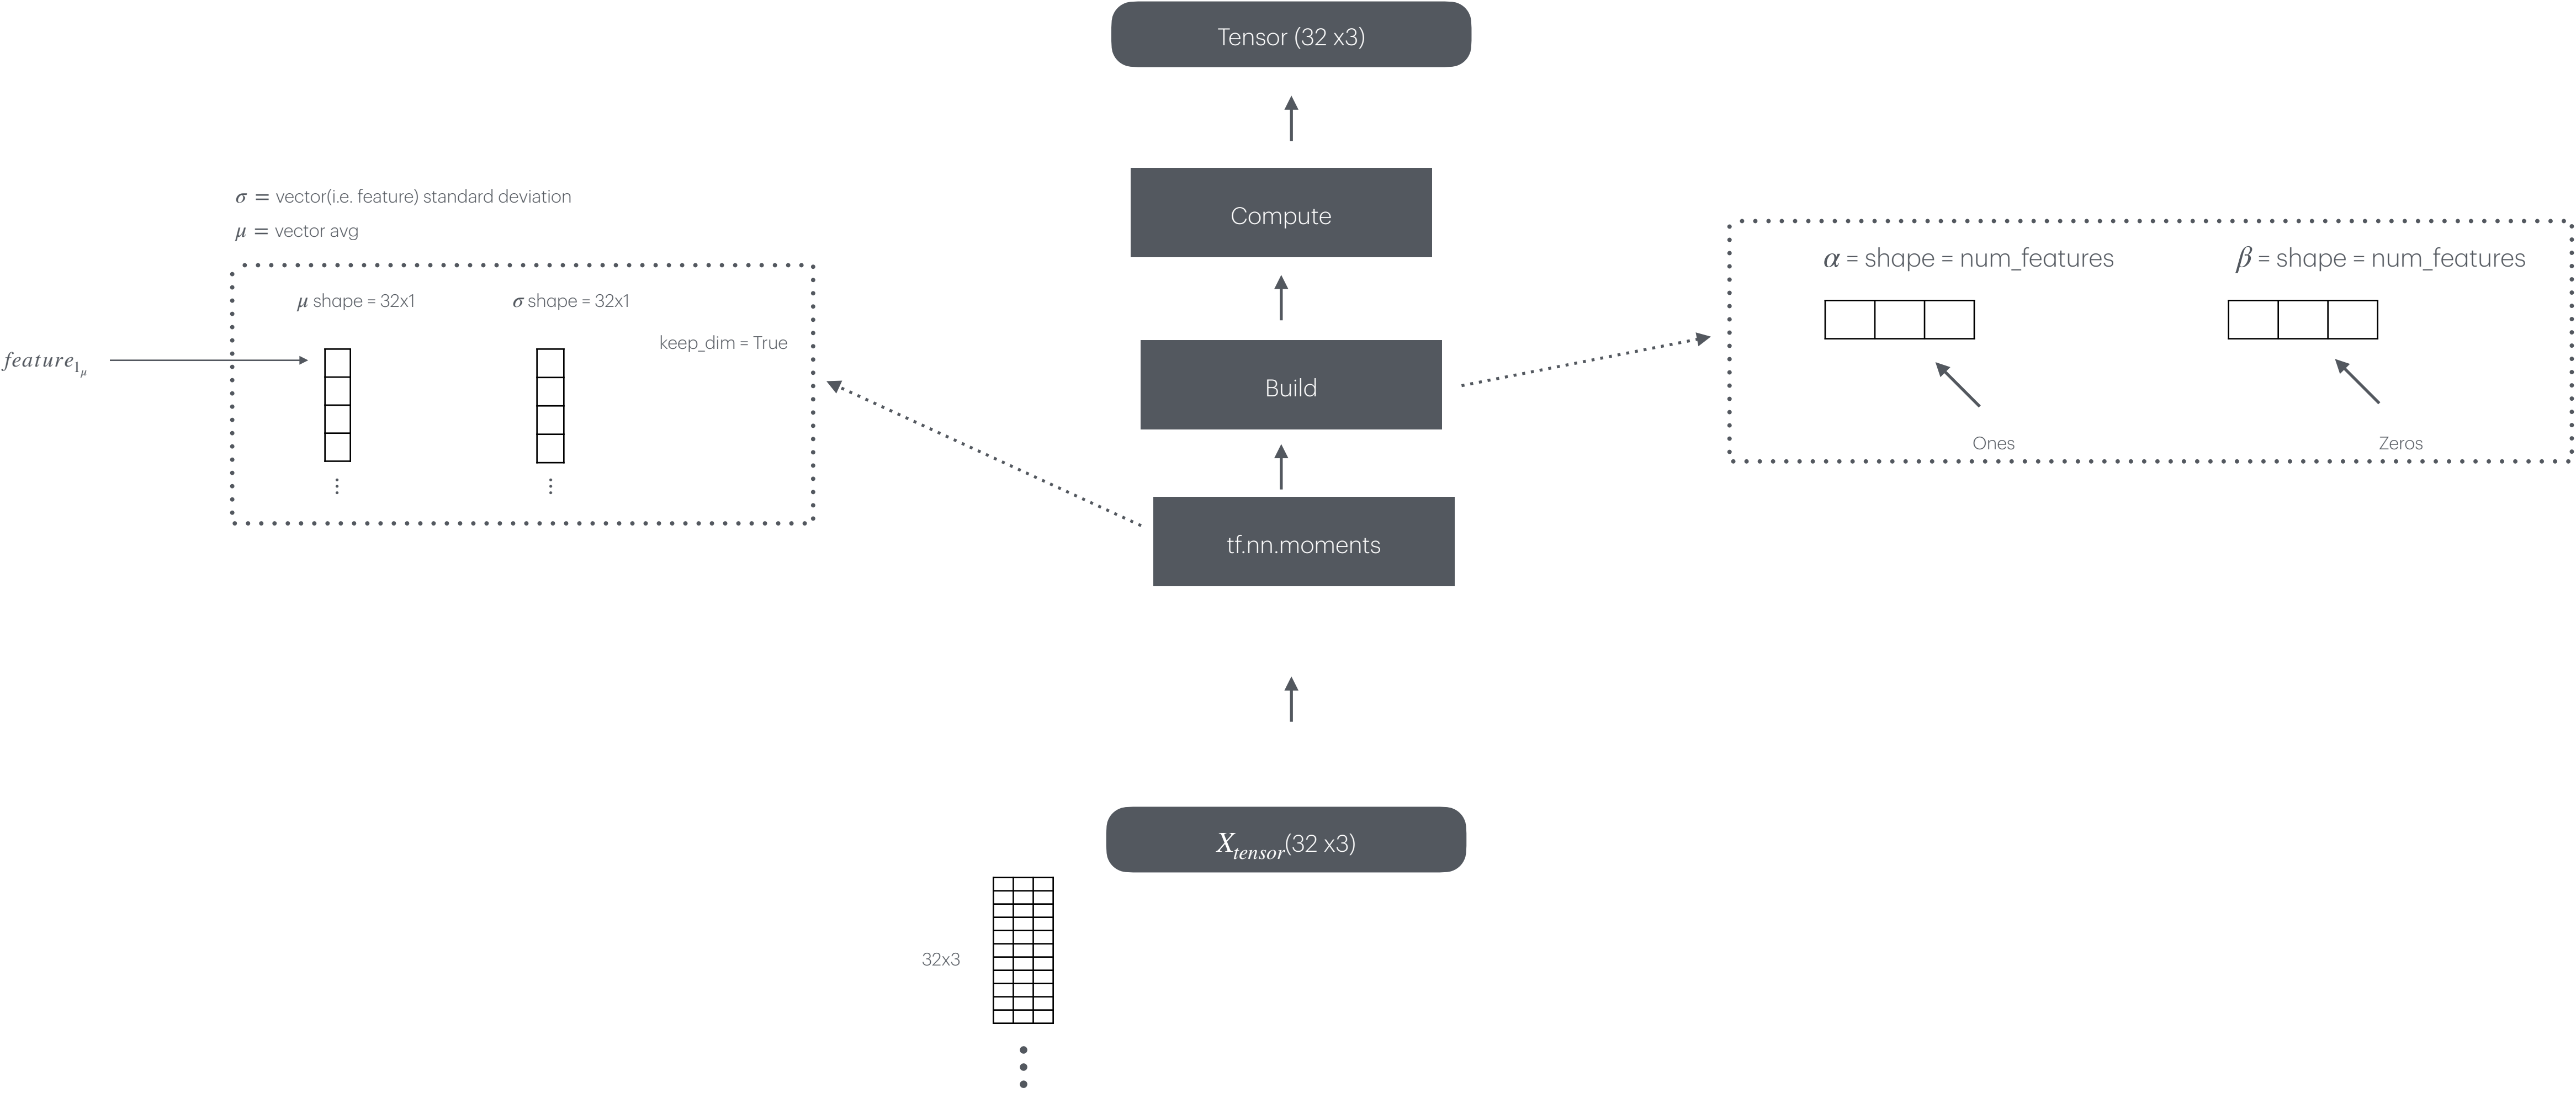 Tensor (32 x3)
Compute
σ = vector(i.e. feature) standard deviation
μ = vector avg
μ shape = 32x1
σ shape = 32x1
keep_dim = True
feature1μ
α = shape = num_features
β = shape = num_features
Ones
Zeros
Build
tf.nn.moments
Xtensor(32 x3)
32x3